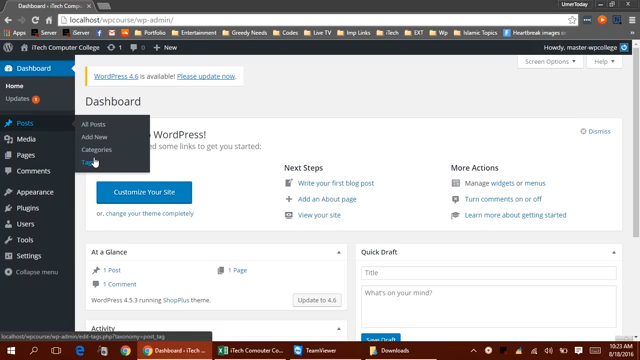 Dashboard ‹ iTech Compu
UmerToday
localhost/wpcourse/wp-admin/
Apps
Server
iServer
Portfolio
Entertainment
Greedy Needs
Cloud
Imp Links
iTECH
EXT
Wp
Islamic Topics
Heartbreak images en
iTech Computer College
1
0
New
Howdy, master-wpcollege
Dashboard
Home
Updates 1
Posts
Media
Pages
Comments
Appearance
Plugins
Users
Tools
Settings
Collapse menu
All Posts
Add New
Categories
Tags
Screen Options
Help
WordPress 4.6 is available! Please update now.
Dashboard
to WordPress!
ed some links to get you started:
Dismiss
Customize Your Site
or, change your theme completely
Next Steps
Write your first blog post
Add an About page
View your site
More Actions
Manage widgets or menus
Turn comments on or off
Learn more about getting started
At a Glance
1 Post
1 Page
1 Comment
WordPress 4.5.3 running ShopPlus theme.
Update to 4.6
Quick Draft
Title
What's on your mind?
Save Draft
localhost/wpcourse/wp-admin/edit-tags.php?taxonomy=post_tag
Dashboard ‹ iTech C...
iTech Computer Col...
TeamViewer
Downloads
10:23 AM
8/18/2016